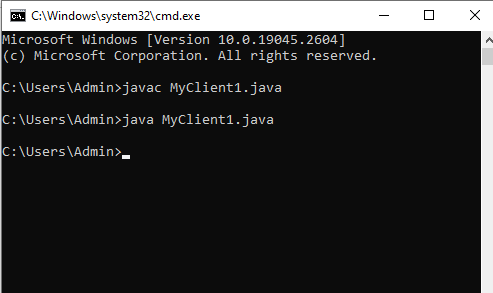 C:\Windows\system32\cmd.exe
Microsoft Windows [Version 10.0.19045.2604]
(c) Microsoft Corporation. All rights reserved.
C:\Users\Admin>javac MyClient1.java
C:\Users\Admin>java MyClient1.java
C:\Users\Admin>